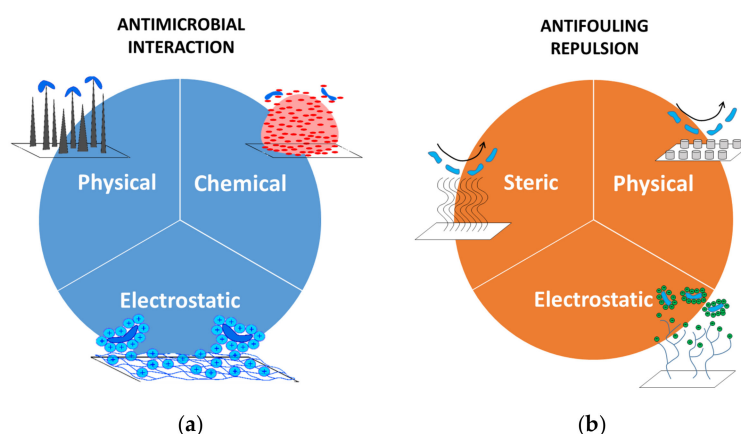 ANTIMICROBIAL
INTERACTION
Physical
Chemical
Electrostatic
(a)
ANTIFOULING
REPULSION
Steric
Physical
Electrostatic
(b)